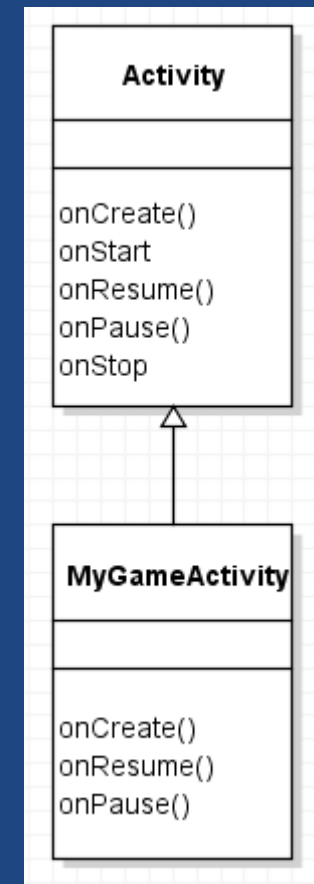 Activity
onCreate()
onStart
onResume()
onPause()
onStop
MyGameActivity
onCreate()
onResume()
onPause()